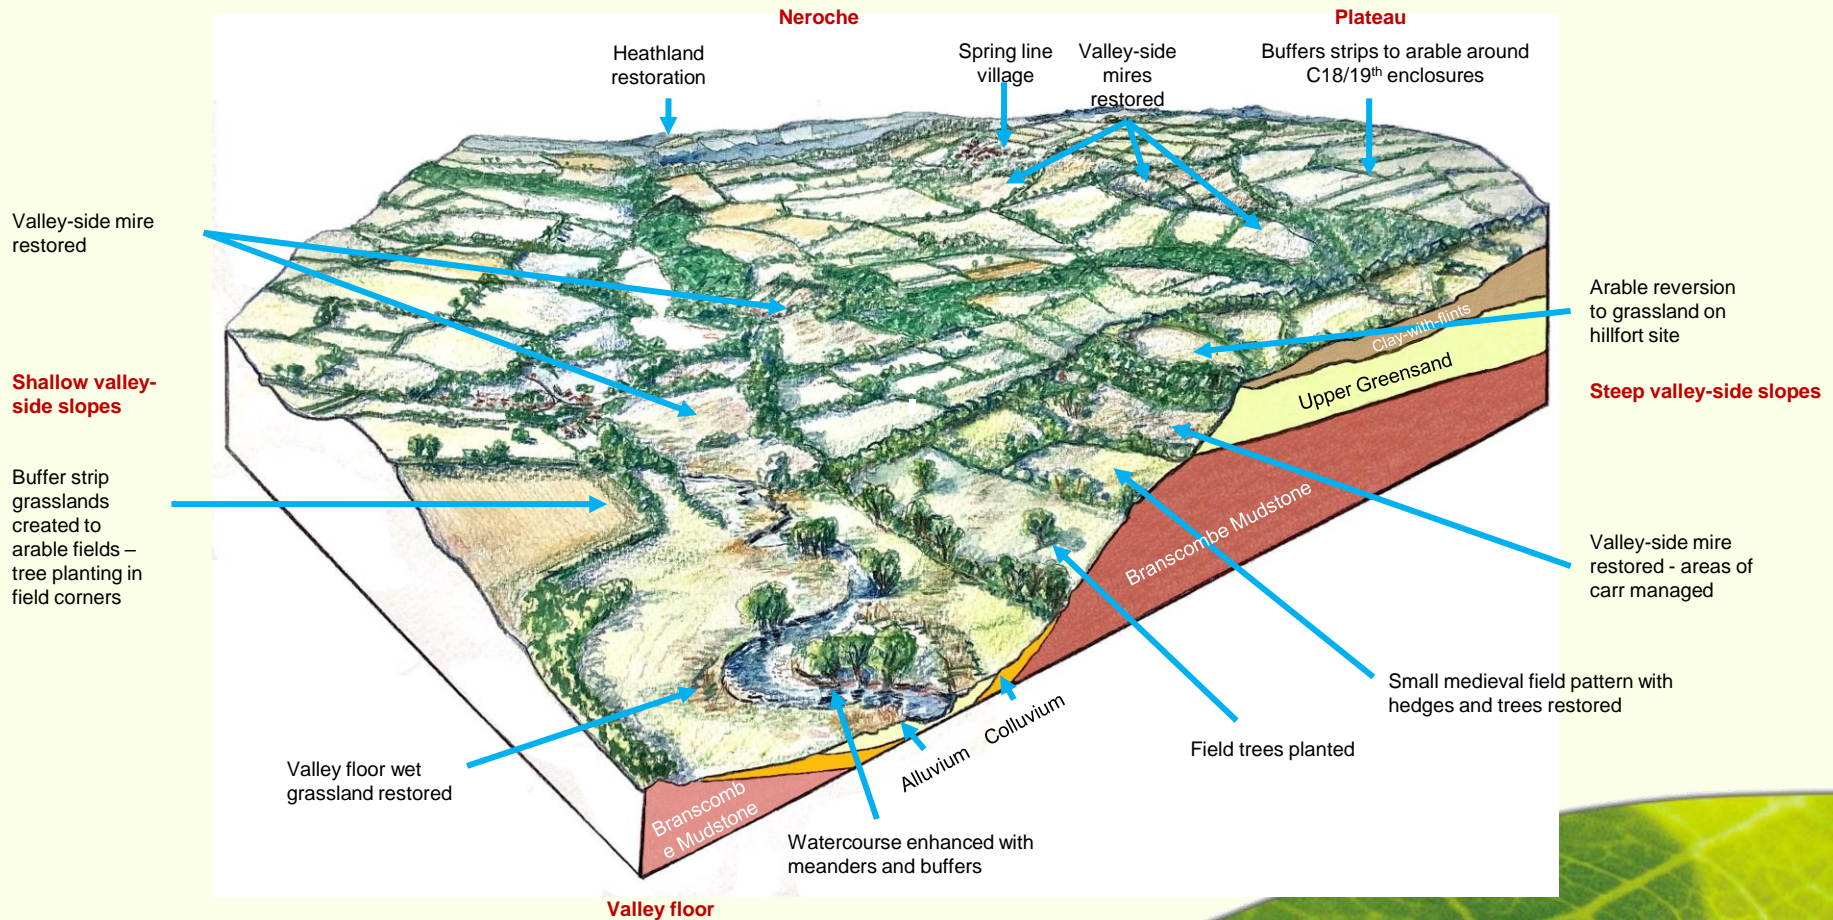 Neroche
Plateau
Heathland
restoration
Spring line
village
Valley-side
mires
restored
Buffers strips to arable around
C18/19th enclosures
Valley-side mire
restored
Arable reversion
to grassland on
hillfort site
Clay-with-flints
Upper Greensand
Branscombe Mudstone
Shallow valley-
side slopes
Steep valley-side slopes
Buffer strip
grasslands
created to
arable fields –
tree planting in
field corners
Valley-side mire
restored - areas of
carr managed
Small medieval field pattern with
hedges and trees restored
Field trees planted
Colluvium
Alluvium
Valley floor wet
grassland restored
Branscomb
e Mudstone
Watercourse enhanced with
meanders and buffers
Valley floor